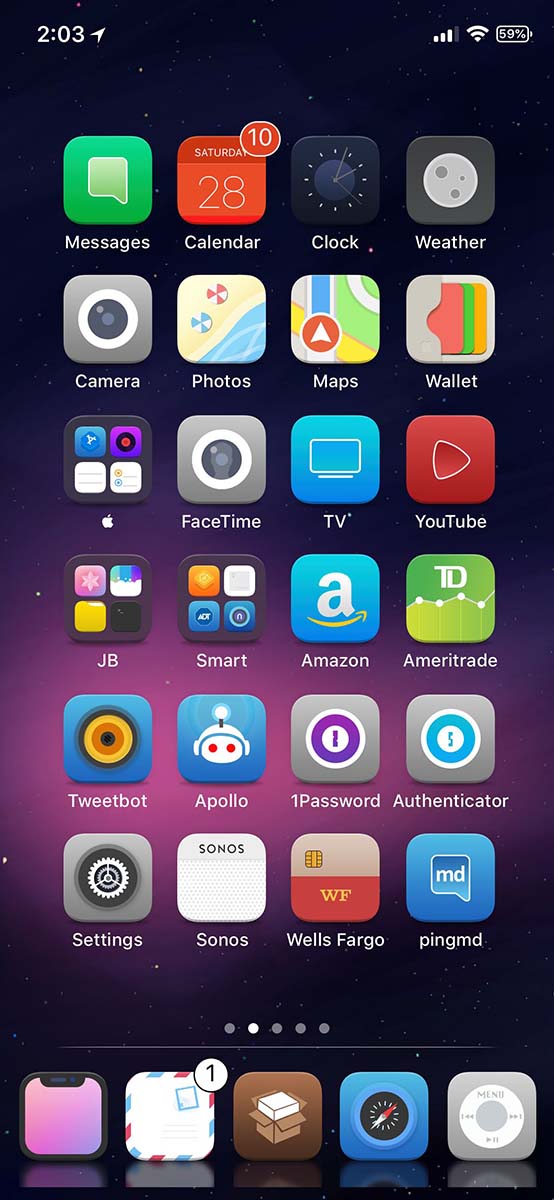 2:03
59%
10
SATURDAY
28
Messages
Calendar
Clock
Weather
Camera
Photos
Maps
Wallet
FaceTime
TV
YouTube
TD
ADT
JB
Smart
Amazon
Ameritrade
Tweetbot
Apollo
1Password
Authenticator
SONOS
WF
md
Settings
Sonos
Wells Fargo
pingmd
1
MENU